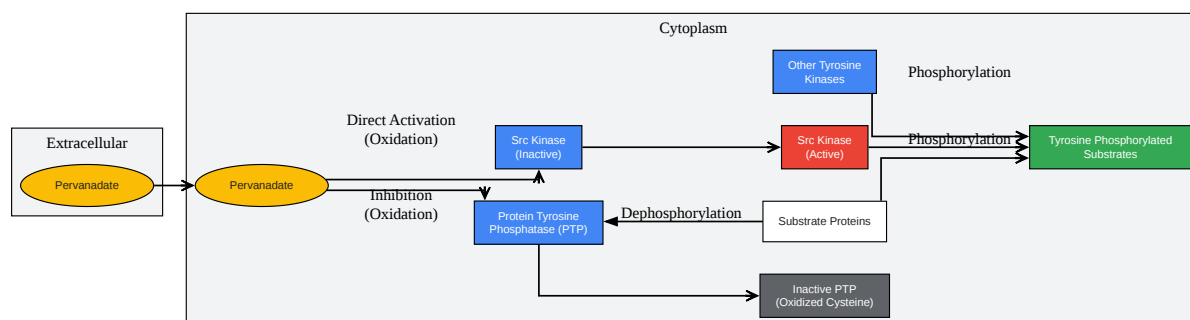 Cytoplasm
Other Tyrosine
Kinases
Phosphorylation
Extracellular
Pervanadate
Pervanadate
Direct Activation
(Oxidation)
Src Kinase
(Inactive)
Src Kinase
(Active)
Phosphorylation
Tyrosine Phosphorylated
Substrates
Inhibition
(Oxidation)
Protein Tyrosine
Phosphatase (PTP)
Dephosphorylation
Substrate Proteins
Inactive PTP
(Oxidized Cysteine)